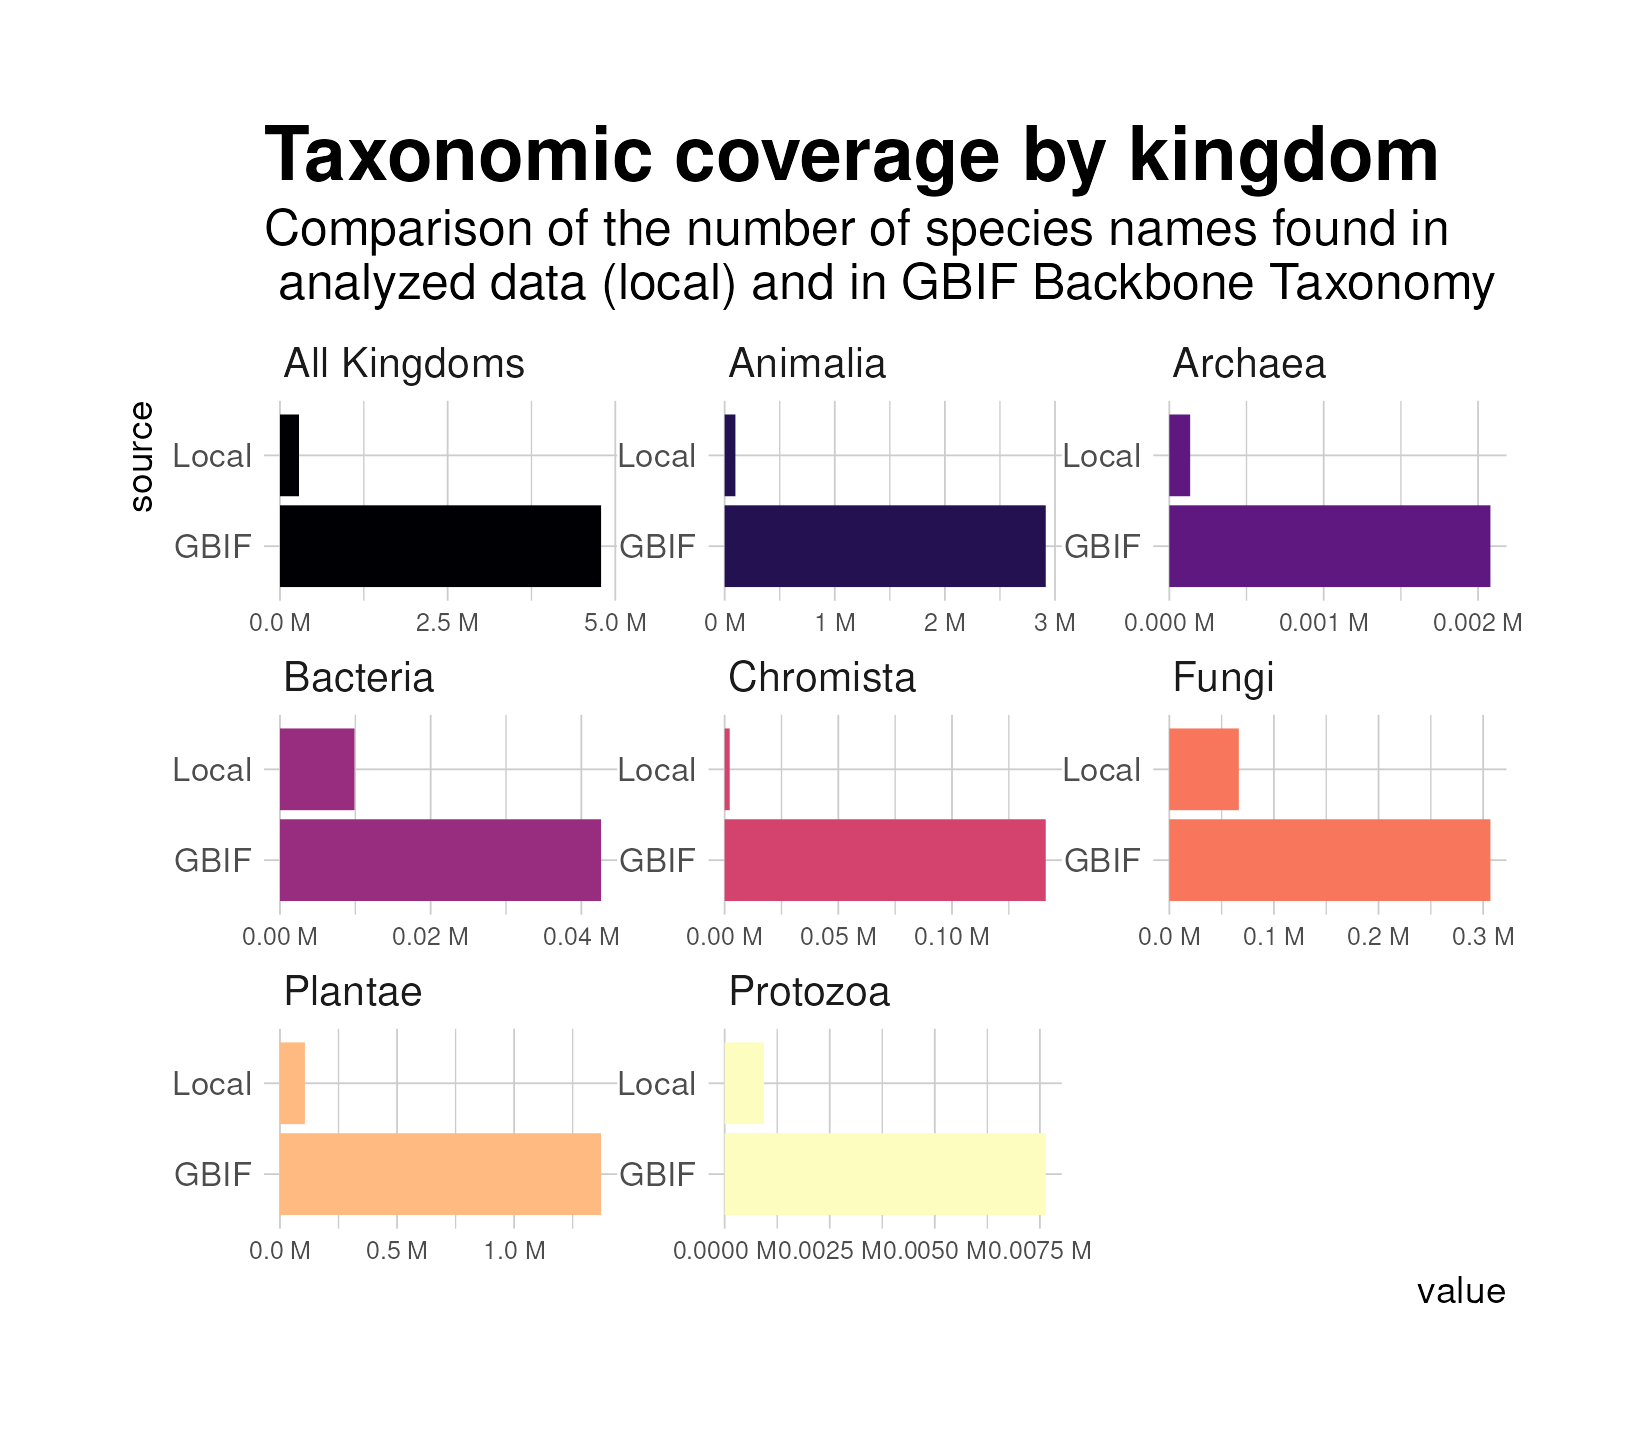 Taxonomic coverage by kingdom
Comparison of the number of species names found in
analyzed data (local) and in GBIF Backbone Taxonomy
All Kingdoms
Animalia
Archaea
source
Local
GBIF
0.0 M 2.5 M 5.0 M
Local
GBIF
0 M 1 M 2 M 3 M
Local
GBIF
0.000 M 0.001 M 0.002 M
Bacteria
Chromista
Fungi
Local
GBIF
0.00 M 0.02 M 0.04 M
Local
GBIF
0.00 M 0.05 M 0.10 M
Local
GBIF
0.0 M 0.1 M 0.2 M 0.3 M
Plantae
Protozoa
Local
GBIF
0.0 M 0.5 M 1.0 M
Local
GBIF
0.0000 M 0.0025 M 0.0050 M 0.0075 M
value